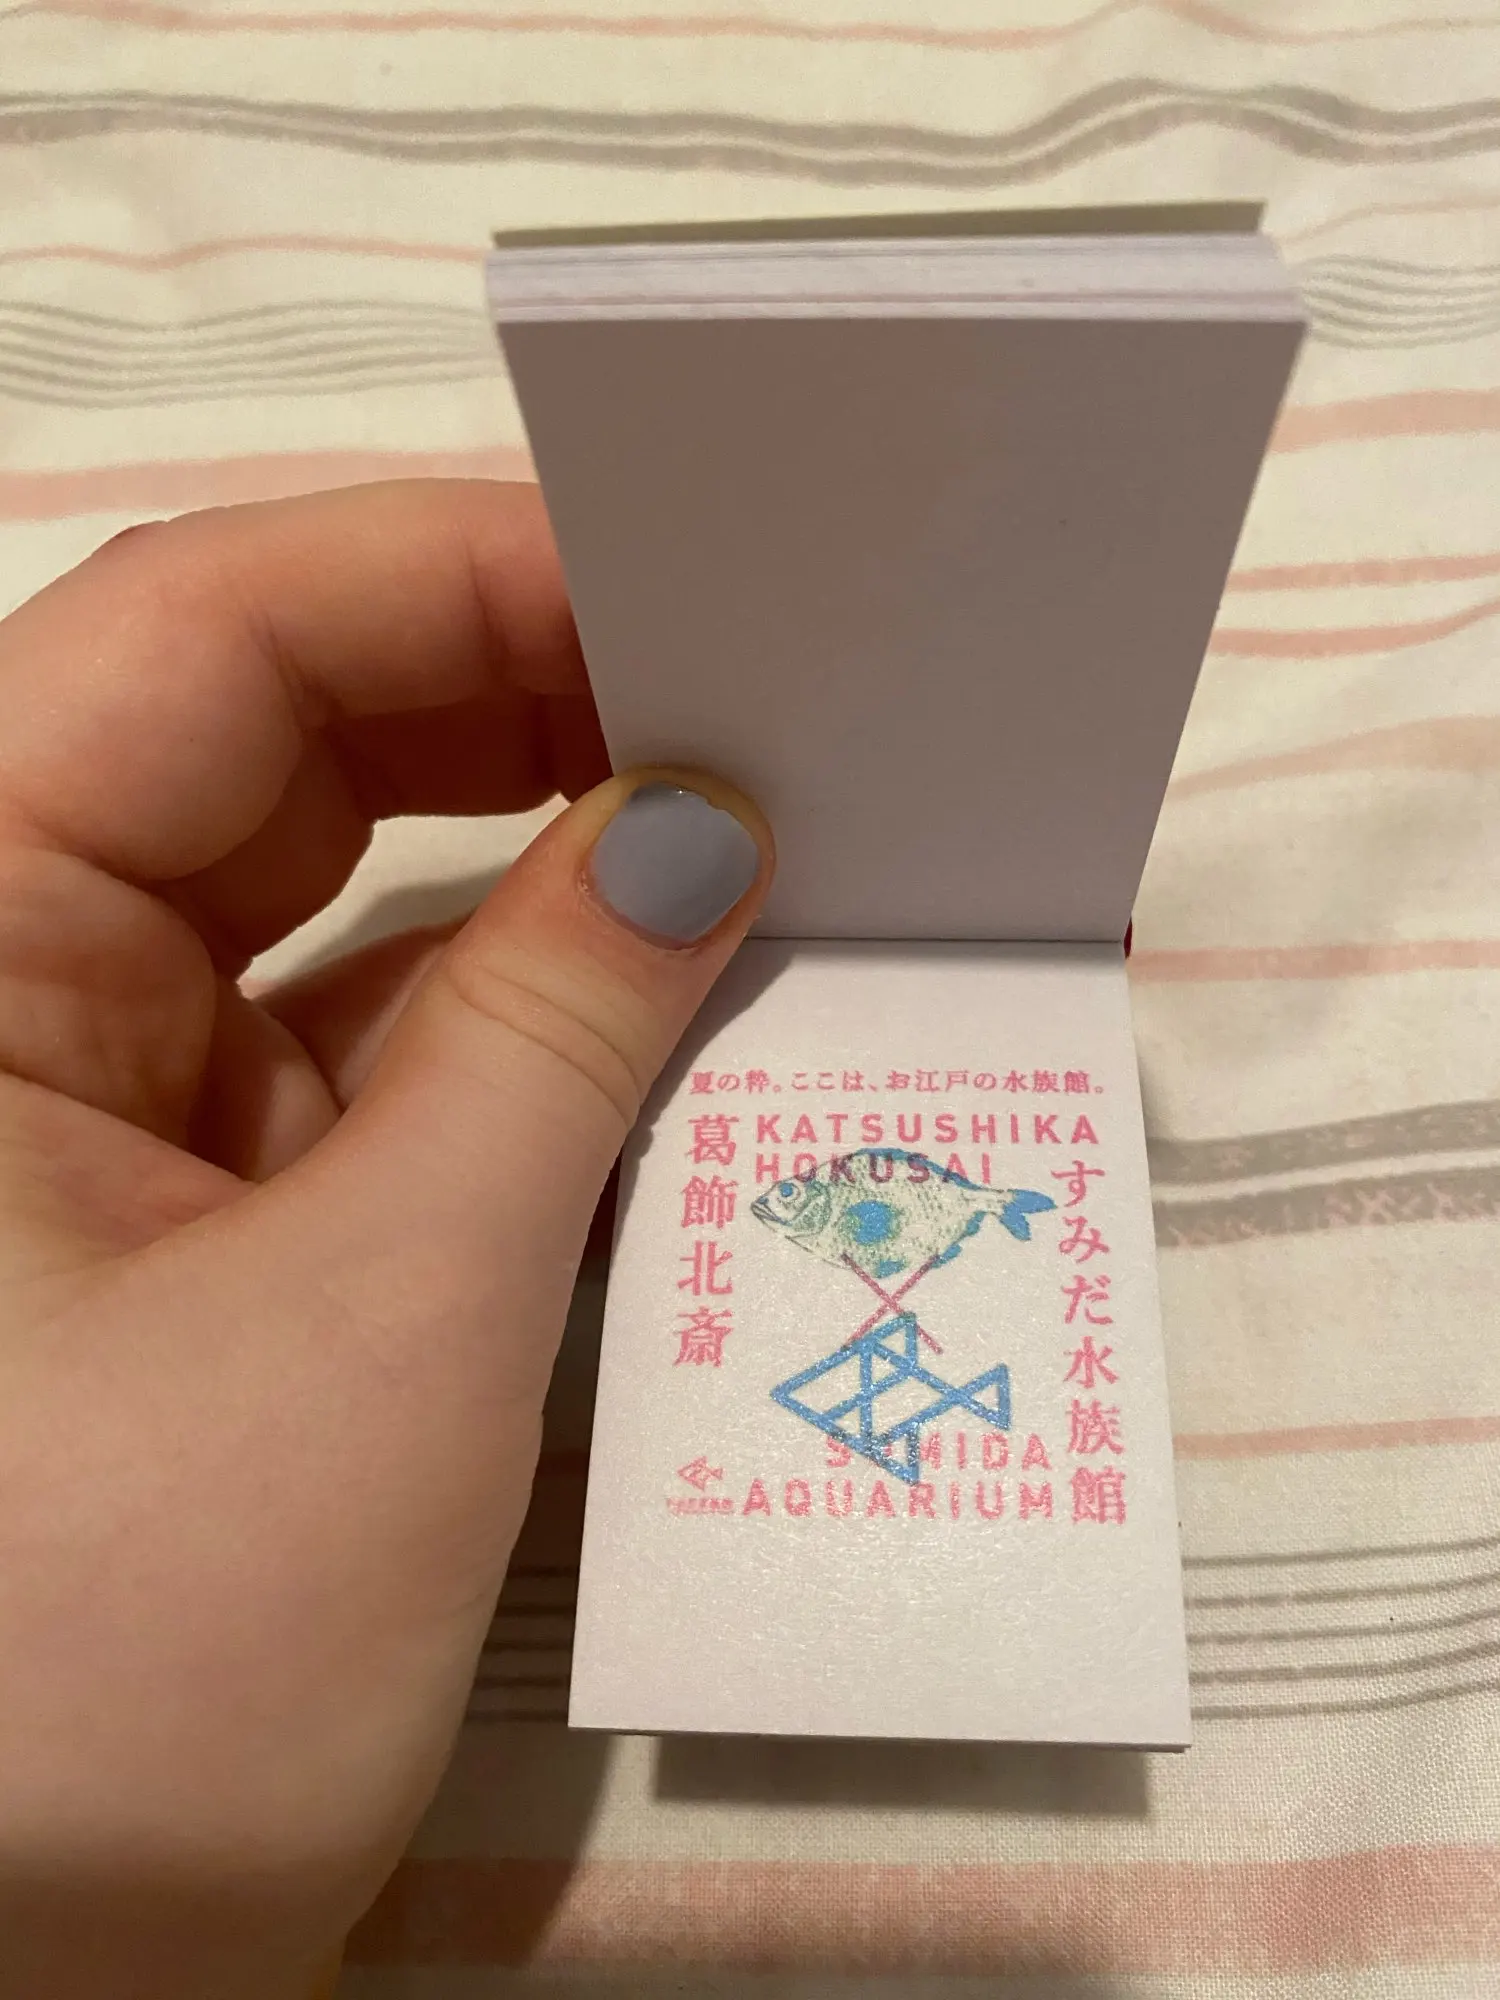 夏の粋。ここは、お江戸の水族館。
葛飾北斎
KATSUSHIKA
HOKUSAI
すみだ水族館
SUMIDA
AQUARIUM